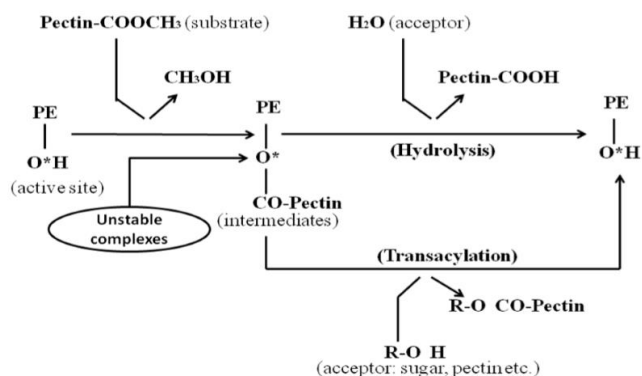 Pectin-COOCH3 (substrate)
H2O (acceptor)
CH3OH
Pectin-COOH
PE
O*H
(active site)
PE
O*
CO-Pectin
(intermediates)
(Hydrolysis)
PE
O*H
Unstable
complexes
(Transacylation)
R-O CO-Pectin
R-O H
(acceptor: sugar, pectin etc.)